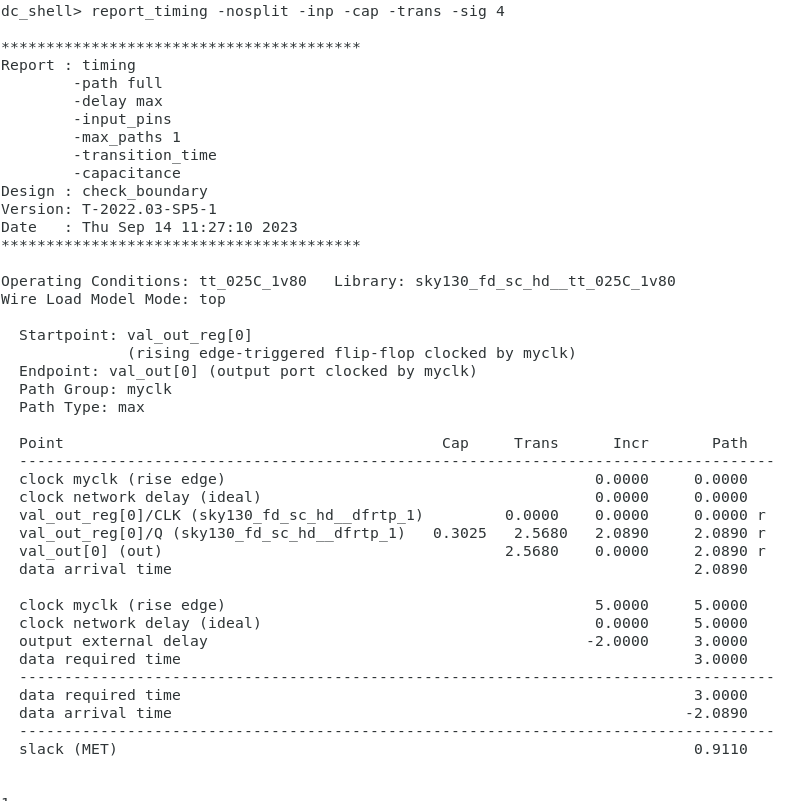 dc_shell> report_timing -nosplit -inp -cap -trans -sig 4
****************************************
Report : timing
        -path full
        -delay max
        -input_pins
        -max_paths 1
        -transition_time
        -capacitance
Design : check_boundary
Version: T-2022.03-SP5-1
Date   : Thu Sep 14 11:27:10 2023
****************************************
Operating Conditions: tt_025C_1v80   Library: sky130_fd_sc_hd__tt_025C_1v80
Wire Load Model Mode: top
  Startpoint: val_out_reg[0]
              (rising edge-triggered flip-flop clocked by myclk)
  Endpoint: val_out[0] (output port clocked by myclk)
  Path Group: myclk
  Path Type: max
  Point                                          Cap     Trans      Incr       Path
  ------------------------------------------------------------------------------------
  clock myclk (rise edge)                                         0.0000     0.0000
  clock network delay (ideal)                                     0.0000     0.0000
  val_out_reg[0]/CLK (sky130_fd_sc_hd__dfrtp_1)         0.0000    0.0000     0.0000 r
  val_out_reg[0]/Q (sky130_fd_sc_hd__dfrtp_1)   0.3025   2.5680   2.0890     2.0890 r
  val_out[0] (out)                                      2.5680    0.0000     2.0890 r
  data arrival time                                                          2.0890
  clock myclk (rise edge)                                         5.0000     5.0000
  clock network delay (ideal)                                     0.0000     5.0000
  output external delay                                          -2.0000     3.0000
  data required time                                                         3.0000
  ------------------------------------------------------------------------------------
  data required time                                                         3.0000
  data arrival time                                                         -2.0890
  ------------------------------------------------------------------------------------
  slack (MET)                                                                0.9110